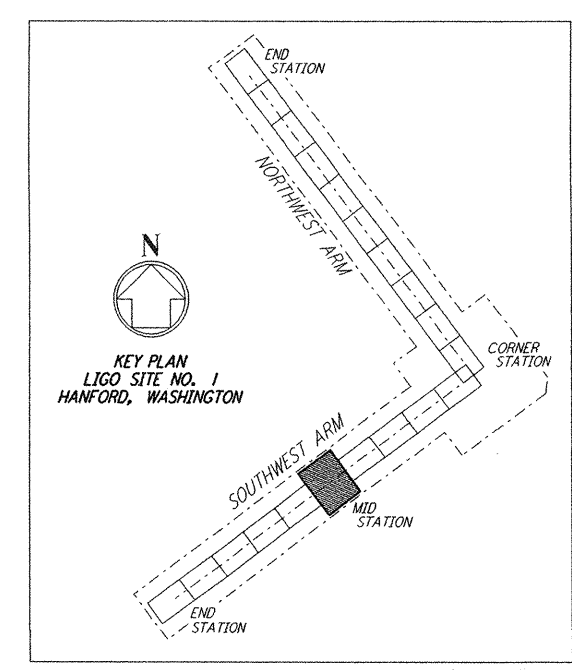 END
STATION
NORTHWEST ARM
N
KEY PLAN
LIGO SITE NO. 1
HANFORD, WASHINGTON
CORNER
STATION
SOUTHWEST ARM
MID
STATION
END
STATION